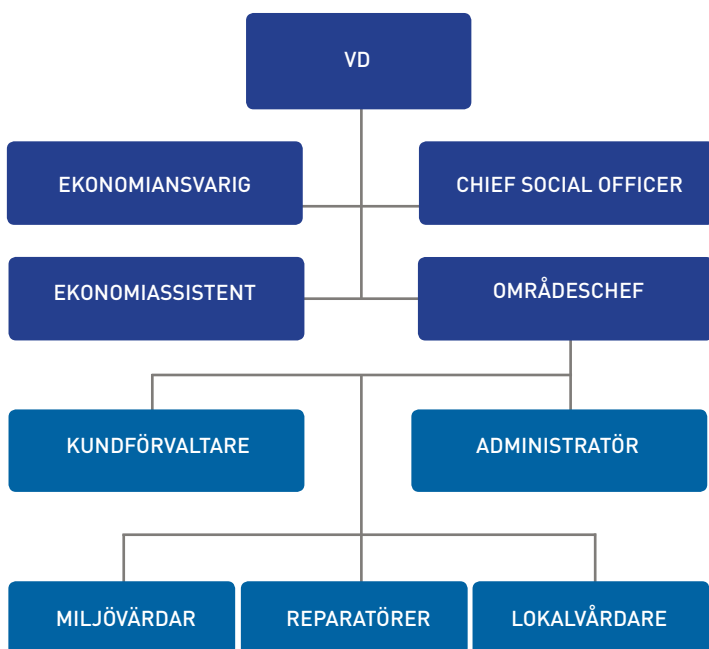 VD
EKONOMIANSVARIG
CHIEF SOCIAL OFFICER
EKONOMIASSISTENT
OMRÅDESCHEF
KUNDFÖRVALTARE
ADMINISTRATÖR
MILJÖVÄRDAR
REPARATÖRER
LOKALVÅRDARE